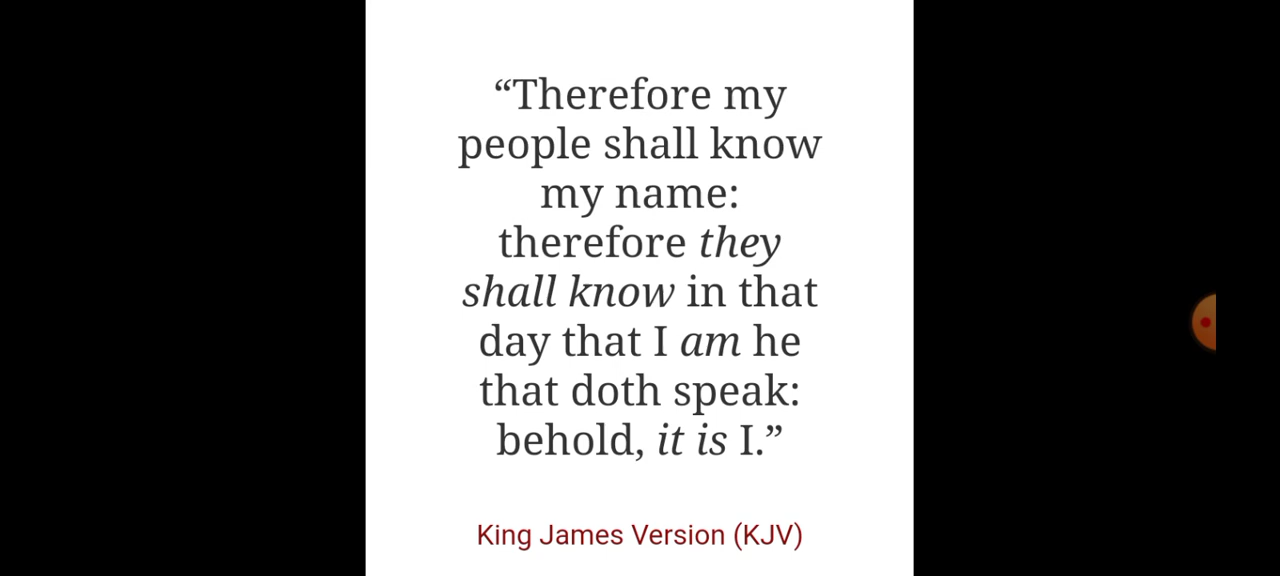 “Therefore my
people shall know
my name:
therefore they
shall know in that
day that I am he
that doth speak:
behold, it is I.”
King James Version (KJV)